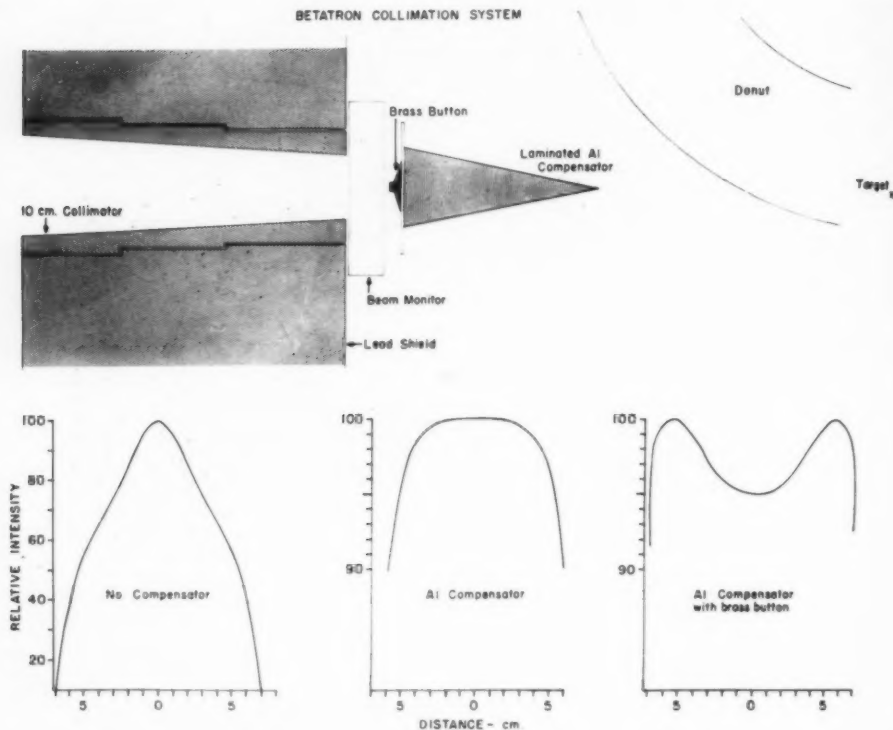 BETATRON COLLIMATION SYSTEM
Donut
Brass Button
Laminated Al
Compensator
Target
10 cm. Collimator
Beam Monitor
Lead Shield
RELATIVE INTENSITY
100
80
60
40
20
No Compensator
5 0 5
100
90
Al Compensator
5 0 5
100
90
Al Compensator
with brass button
5 0 5
DISTANCE - cm.